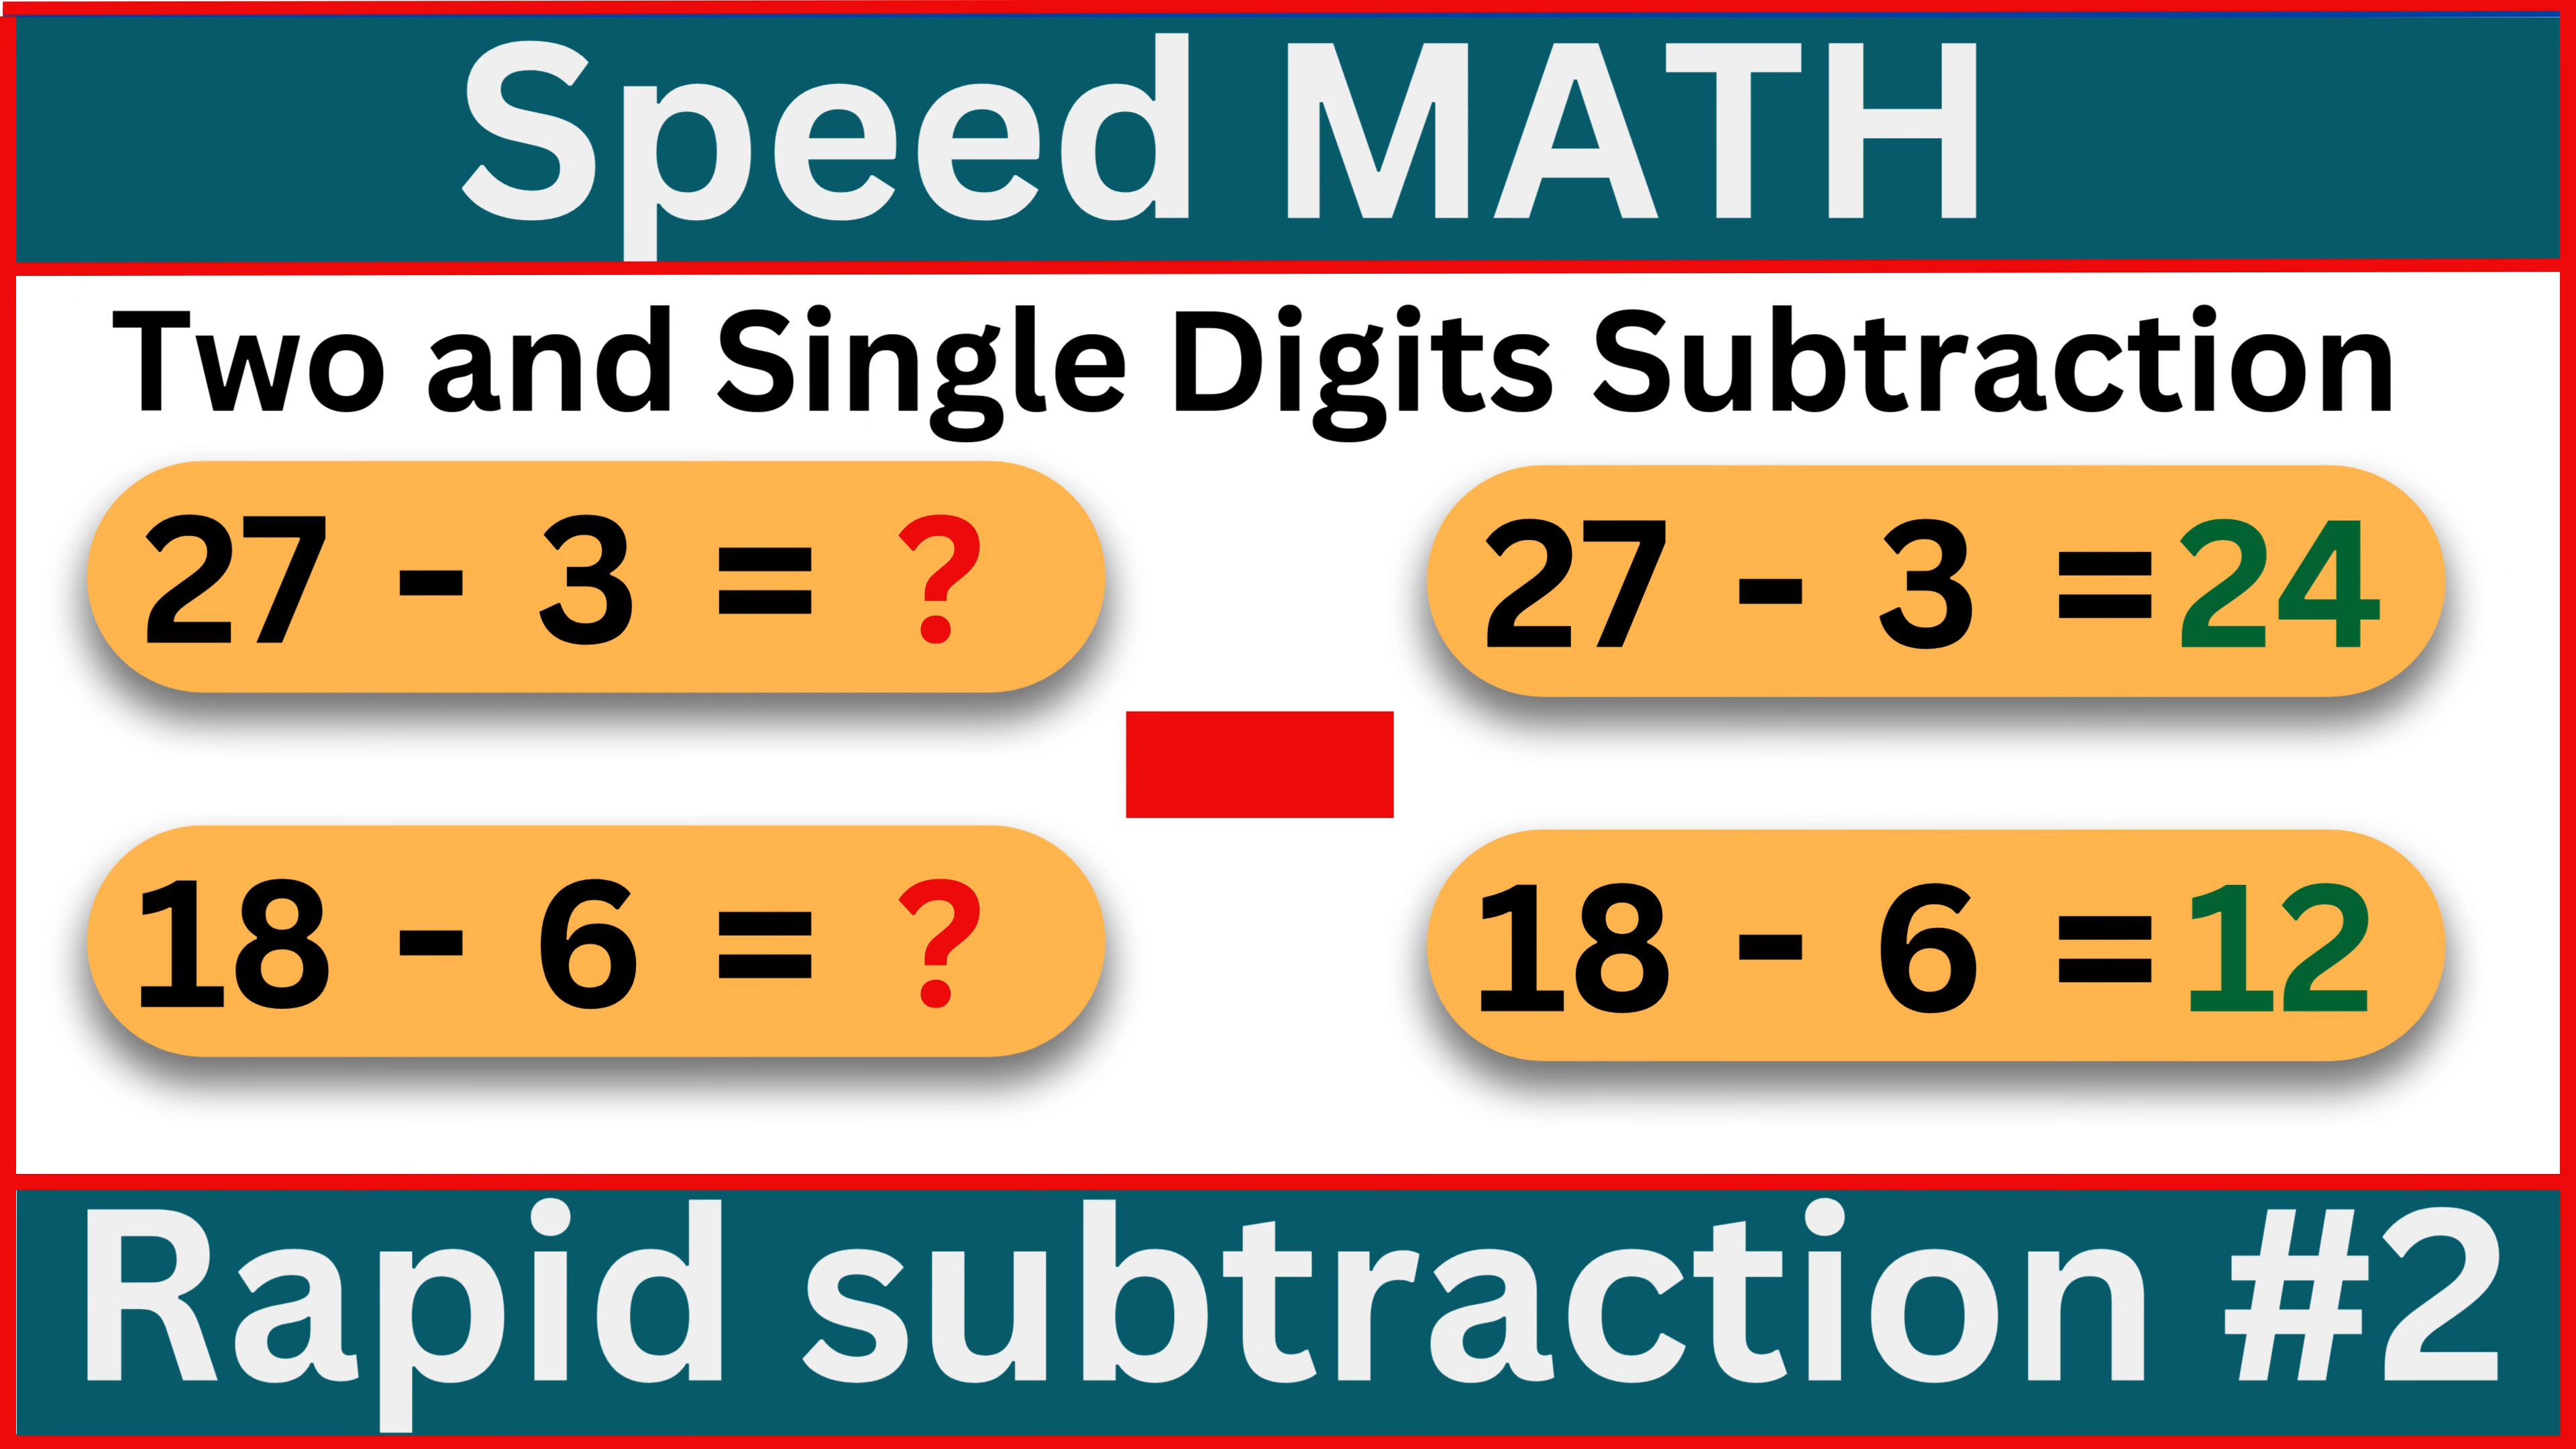 Speed MATH
Two and Single Digits Subtraction
27 - 3 = ?
27 - 3 =24
18 - 6 = ?
18 - 6 =12
Rapid subtraction #2